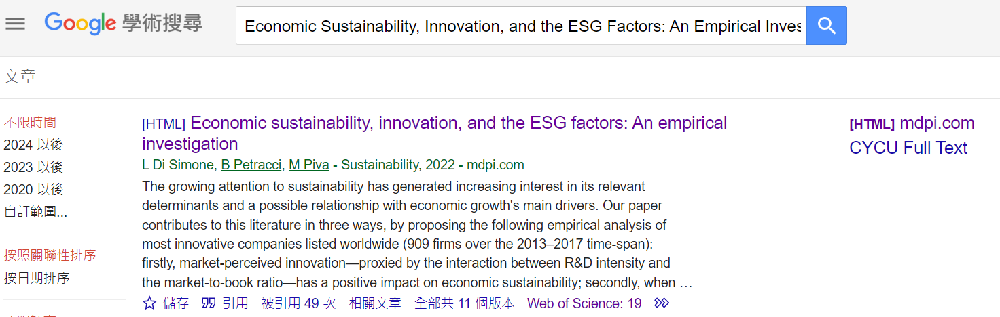 Google 學術搜尋
Economic Sustainability, Innovation, and the ESG Factors: An Empirical Inves
文章
不限時間
2024 以後
2023 以後
2020 以後
自訂範圍...
按照關聯性排序
按日期排序
[HTML] Economic sustainability, innovation, and the ESG factors: An empirical
investigation
L Di Simone, B Petracci, M Piva - Sustainability, 2022 - mdpi.com
The growing attention to sustainability has generated increasing interest in its relevant
determinants and a possible relationship with economic growth's main drivers. Our paper
contributes to this literature in three ways, by proposing the following empirical analysis of
most innovative companies listed worldwide (909 firms over the 2013–2017 time-span):
firstly, market-perceived innovation—proxied by the interaction between R&D intensity and
the market-to-book ratio—has a positive impact on economic sustainability; secondly, when …
儲存 引用 被引用 49 次 相關文章 全部共 11 個版本 Web of Science: 19
[HTML] mdpi.com
CYCU Full Text